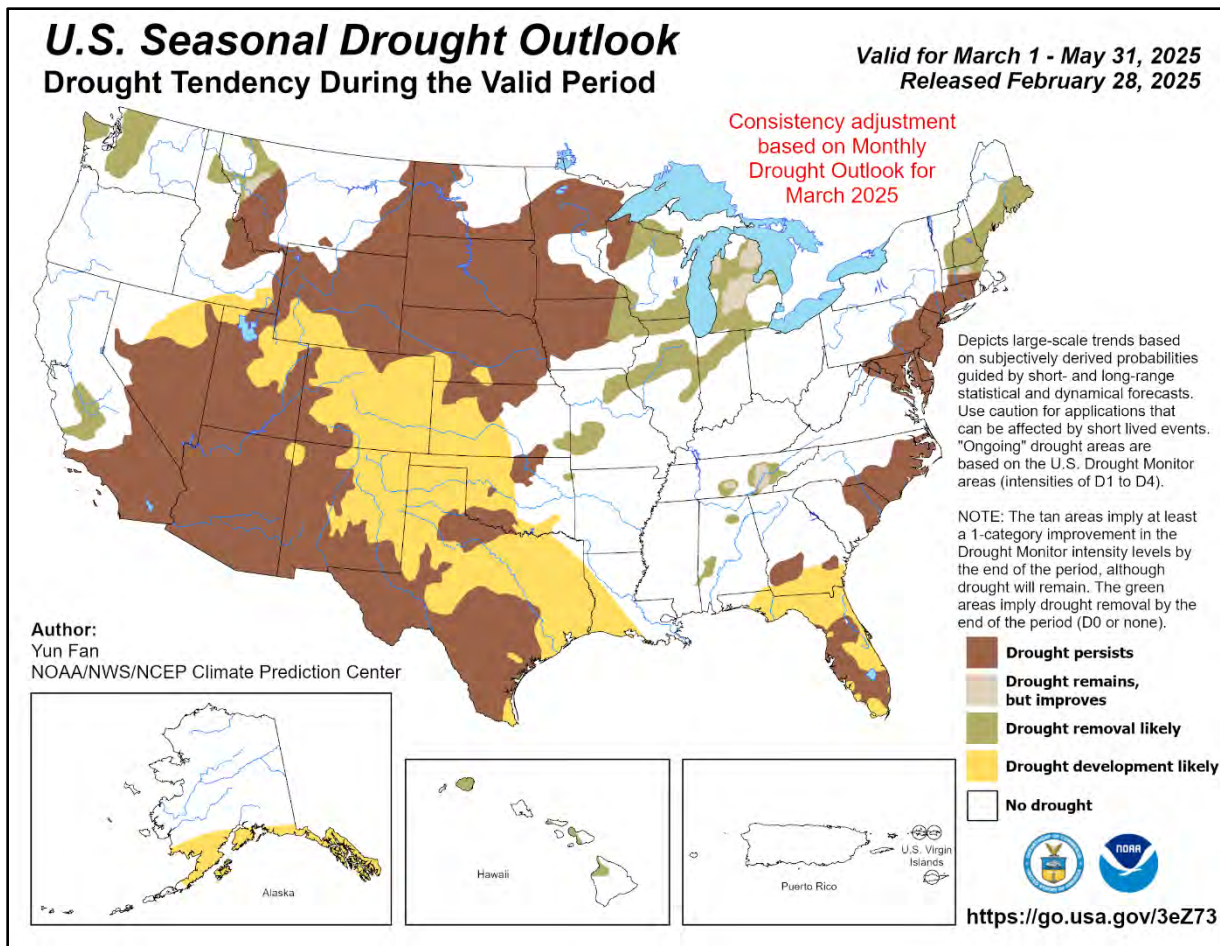 U.S. Seasonal Drought Outlook
Drought Tendency During the Valid Period
Valid for March 1 - May 31, 2025
Released February 28, 2025
Consistency adjustment
based on Monthly
Drought Outlook for
March 2025
Depicts large-scale trends based
on subjectively derived probabilities
guided by short- and long-range
statistical and dynamical forecasts.
Use caution for applications that
can be affected by short lived events.
"Ongoing" drought areas are
based on the U.S. Drought Monitor
areas (intensities of D1 to D4).
NOTE: The tan areas imply at least
a 1-category improvement in the
Drought Monitor intensity levels by
the end of the period, although
drought will remain. The green
areas imply drought removal by the
end of the period (D0 or none).
Author:
Yun Fan
NOAA/NWS/NCEP Climate Prediction Center
Drought persists
Drought remains,
but improves
Drought removal likely
Drought development likely
No drought
Alaska
Hawaii
Puerto Rico
U.S. Virgin
Islands
NOAA
https://go.usa.gov/3eZ73